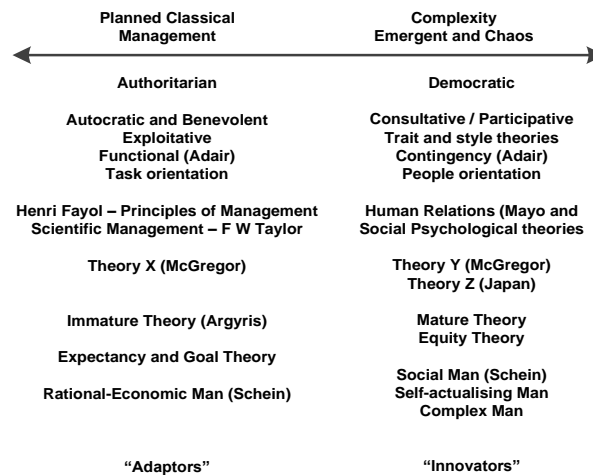 Planned Classical
Management
Complexity
Emergent and Chaos
Authoritarian
Democratic
Autocratic and Benevolent
Exploitative
Functional (Adair)
Task orientation
Consultative / Participative
Trait and style theories
Contingency (Adair)
People orientation
Henri Fayol – Principles of Management
Scientific Management – F W Taylor
Human Relations (Mayo and
Social Psychological theories
Theory X (McGregor)
Theory Y (McGregor)
Theory Z (Japan)
Immature Theory (Argyris)
Mature Theory
Equity Theory
Expectancy and Goal Theory
Rational-Economic Man (Schein)
Social Man (Schein)
Self-actualising Man
Complex Man
“Adaptors”
“Innovators”